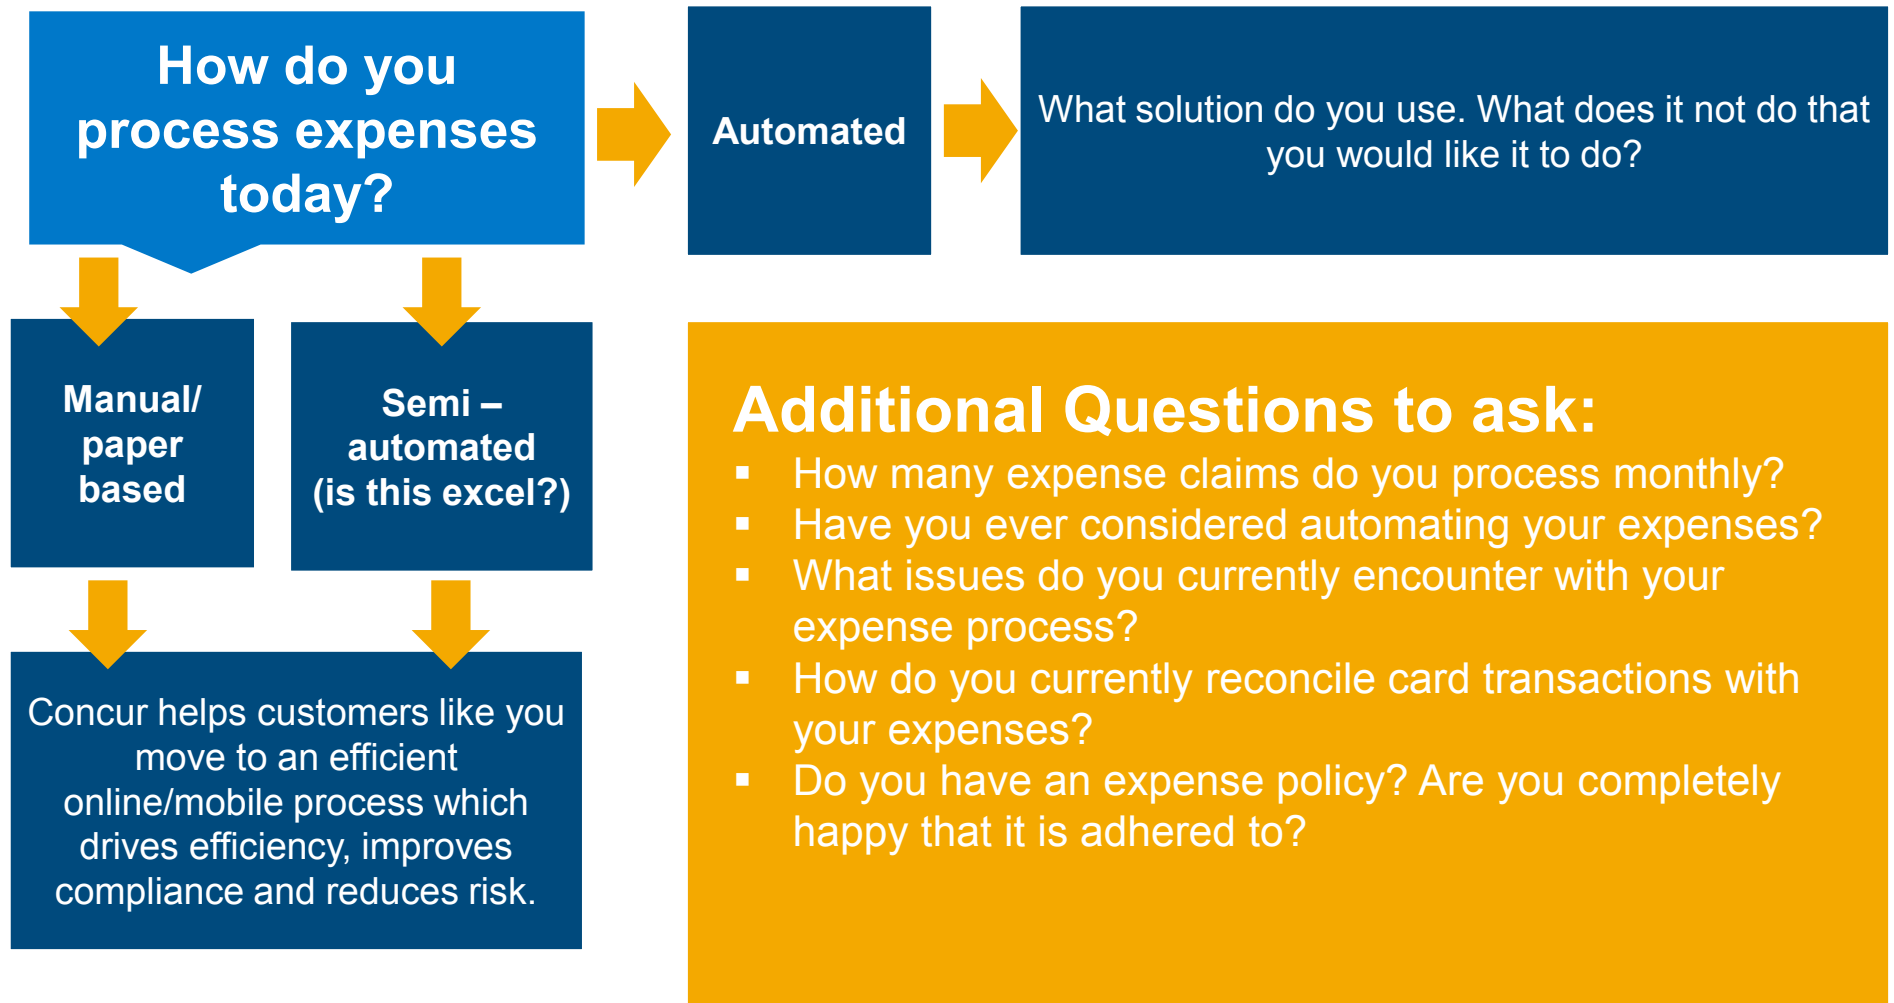 How do you
process expenses
today?
Automated
What solution do you use. What does it not do that
you would like it to do?
Manual/
paper
based
Semi –
automated
(is this excel?)
Concur helps customers like you
move to an efficient
online/mobile process which
drives efficiency, improves
compliance and reduces risk.
Additional Questions to ask:
▪ How many expense claims do you process monthly?
▪ Have you ever considered automating your expenses?
▪ What issues do you currently encounter with your
expense process?
▪ How do you currently reconcile card transactions with
your expenses?
▪ Do you have an expense policy? Are you completely
happy that it is adhered to?